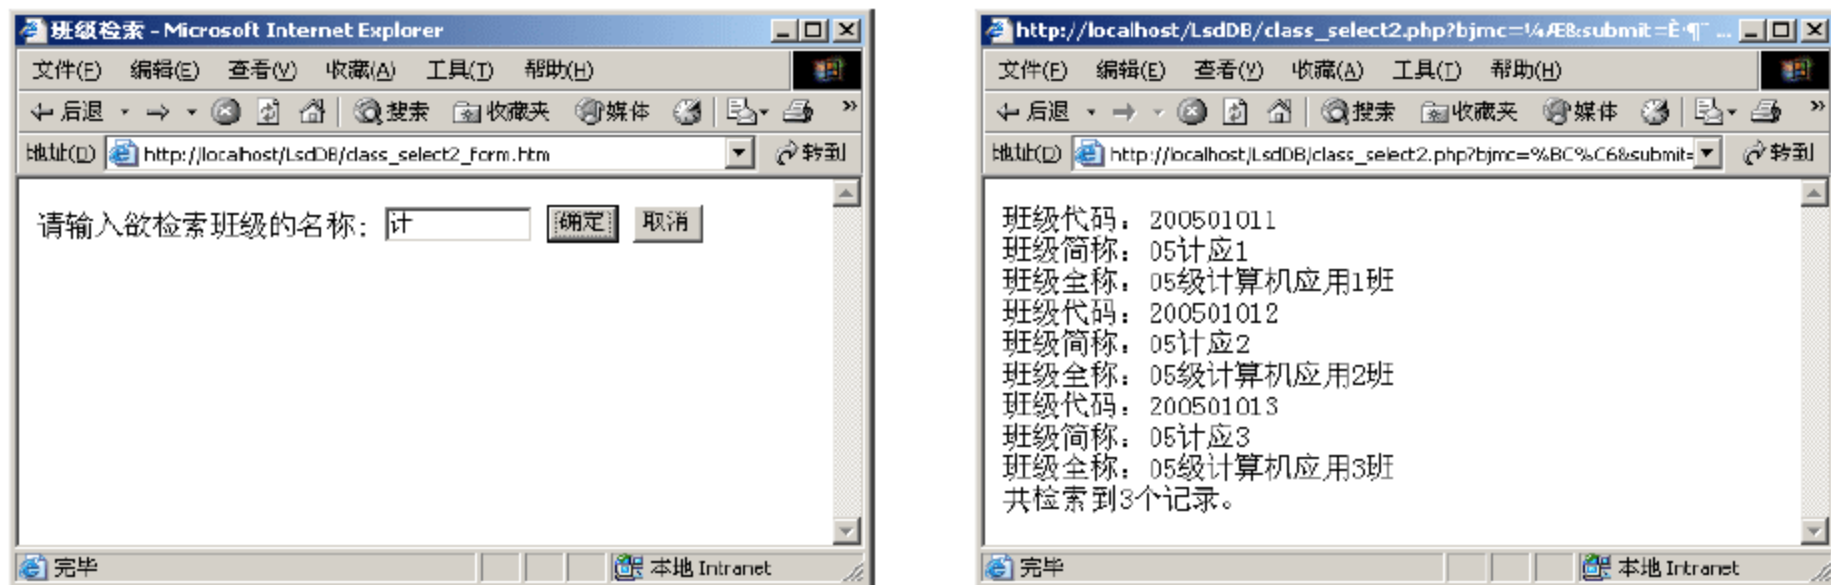 班级检索 - Microsoft Internet Explorer
文件(F) 编辑(E) 查看(V) 收藏(A) 工具(T) 帮助(H)
后退 搜索 收藏夹 媒体 »
地址(D) http://localhost/LsdDB/class_select2_form.htm 转到
请输入欲检索班级的名称: 计 确定 取消
完毕 本地 Intranet
http://localhost/LsdDB/class_select2.php?bjmc=¼Æ&submit=È·¶¨ ...
文件(F) 编辑(E) 查看(V) 收藏(A) 工具(T) 帮助(H)
后退 搜索 收藏夹 媒体 »
地址(D) http://localhost/LsdDB/class_select2.php?bjmc=%BC%C6&submit= 转到
班级代码：200501011
班级简称：05计应1
班级全称：05级计算机应用1班
班级代码：200501012
班级简称：05计应2
班级全称：05级计算机应用2班
班级代码：200501013
班级简称：05计应3
班级全称：05级计算机应用3班
共检索到3个记录。
完毕 本地 Intranet